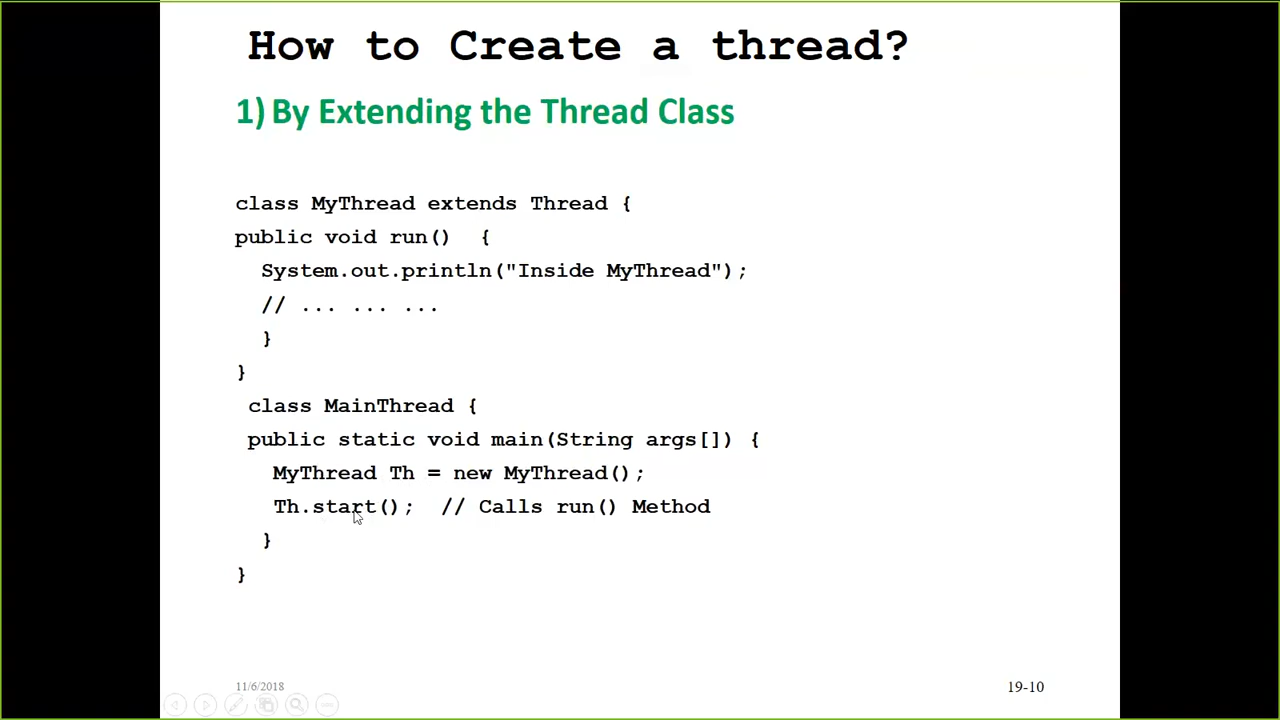 How to Create a thread?
1) By Extending the Thread Class
class MyThread extends Thread {
public void run()  {
  System.out.println("Inside MyThread");
  // ... ... ...
  }
}
 class MainThread {
 public static void main(String args[]) {
   MyThread Th = new MyThread();
   Th.start();  // Calls run() Method
  }
}
11/6/2018
19-10